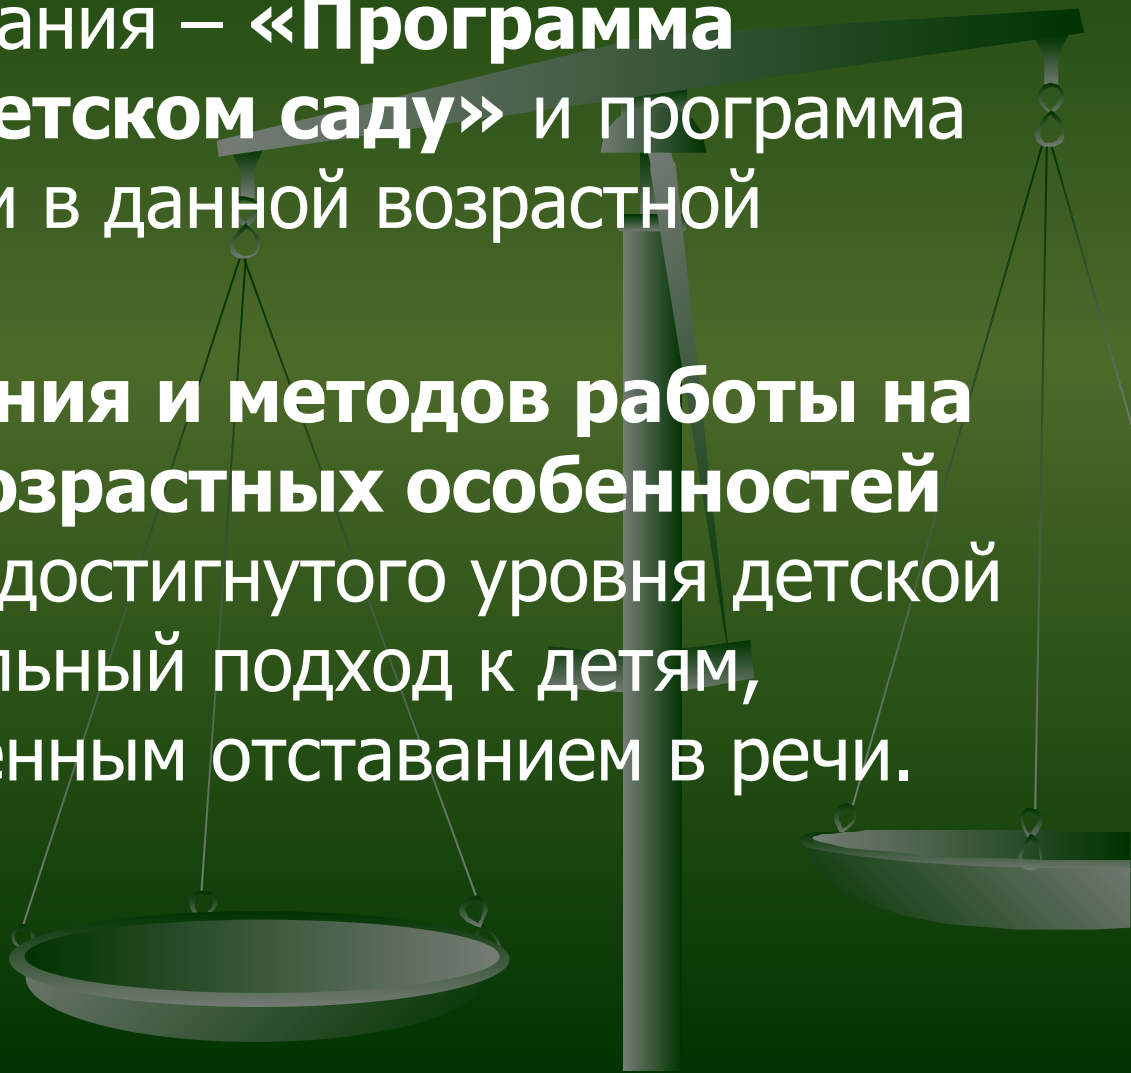 ания – «Программа
етском саду» и программа
и в данной возрастной
ния и методов работы на
озрастных особенностей
достигнутого уровня детской
льный подход к детям,
енным отставанием в речи.